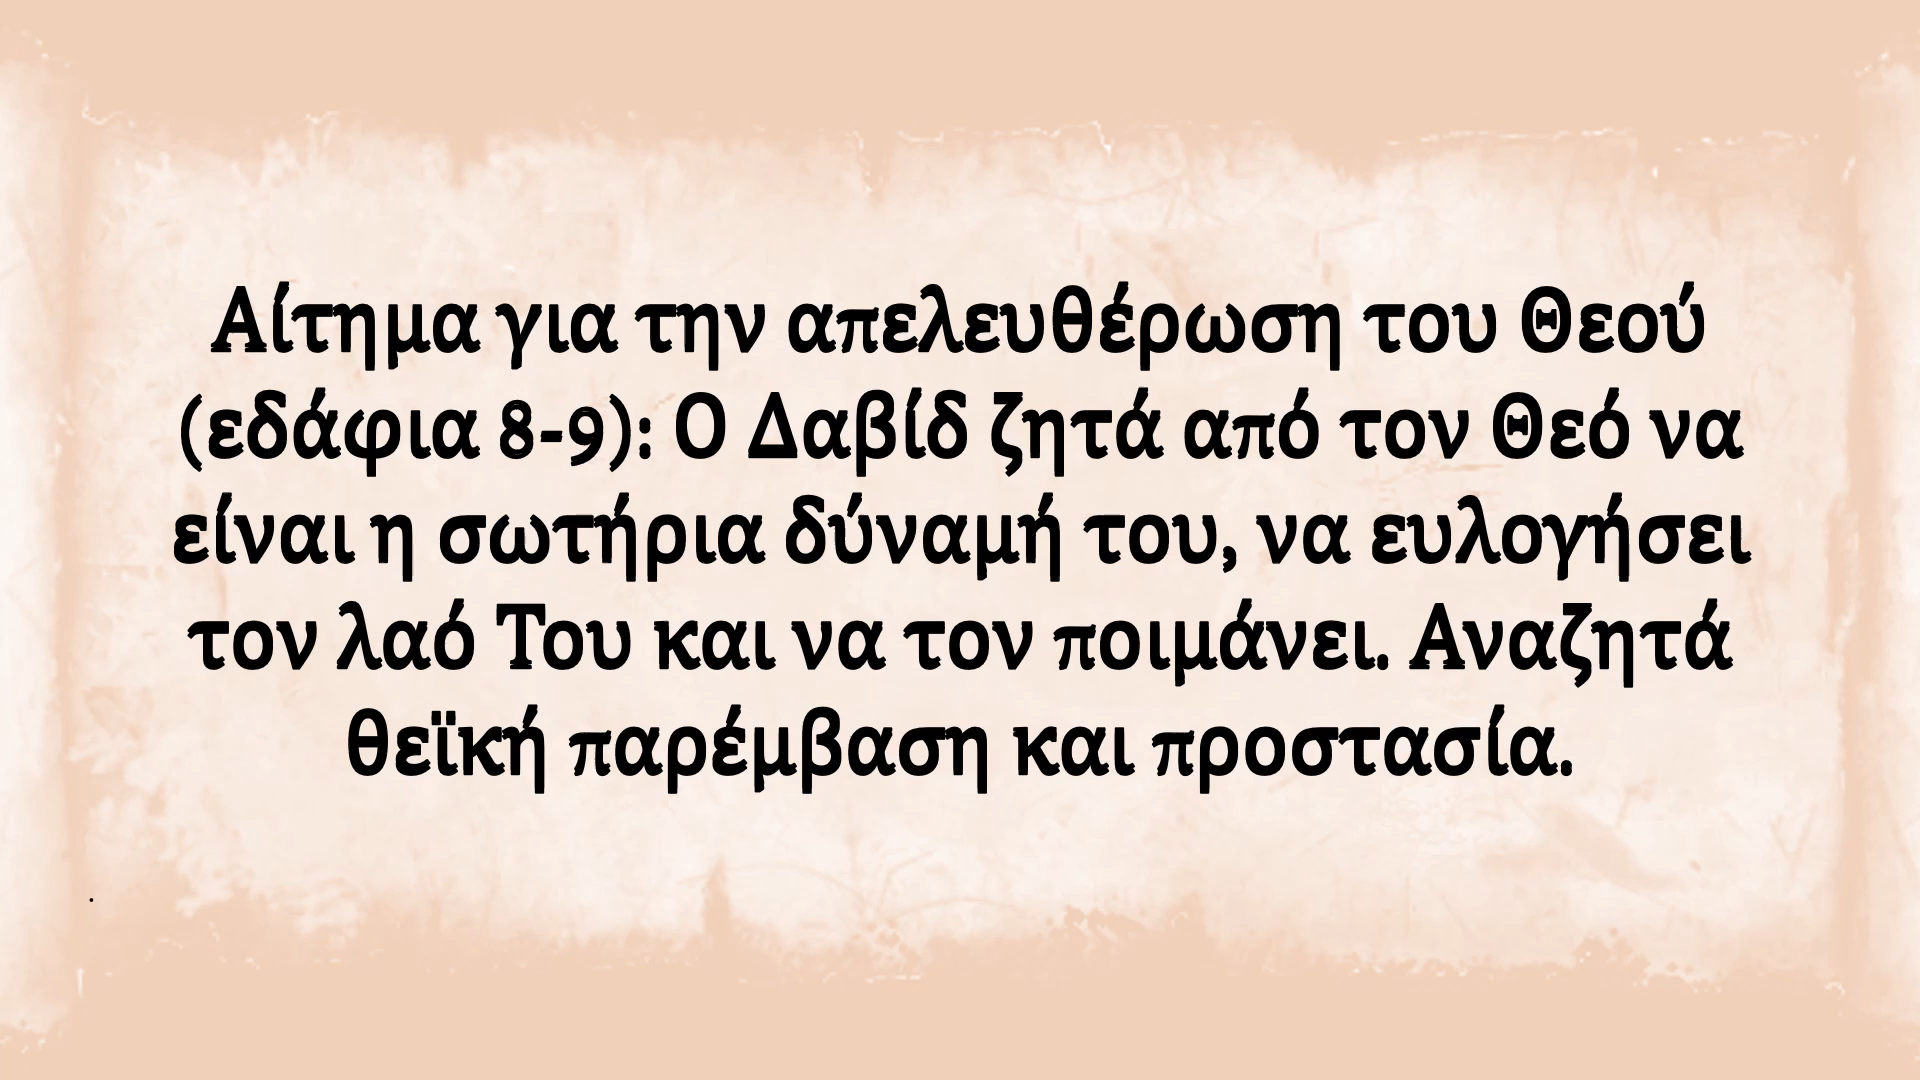 Αίτημα για την απελευθέρωση του Θεού
(εδάφια 8-9): Ο Δαβίδ ζητά από τον Θεό να
είναι η σωτήρια δύναμή του, να ευλογήσει
τον λαό Του και να τον ποιμάνει. Αναζητά
θεϊκή παρέμβαση και προστασία.
.